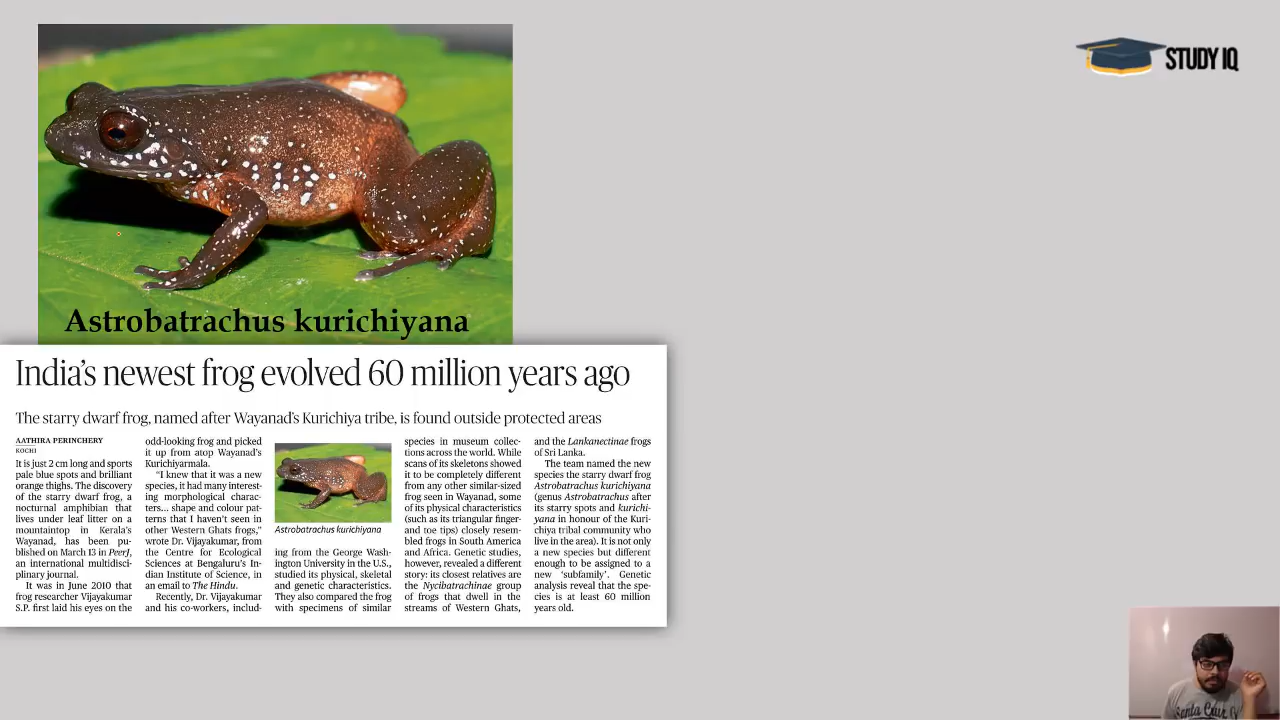 STUDY IQ
Astrobatrachus kurichiyana
India's newest frog evolved 60 million years ago
The starry dwarf frog, named after Wayanad's Kurichiya tribe, is found outside protected areas
AATHIRA PERINCHERY
KOCHI
It is just 2 cm long and sports
pale blue spots and brilliant
orange thighs. The discovery
of the starry dwarf frog, a
nocturnal amphibian that
lives under leaf litter on a
mountaintop in Kerala's
Wayanad, has been pu-
blished on March 13 in PeerJ,
an international multidisci-
plinary journal.
It was in June 2010 that
frog researcher Vijayakumar
S.P. first laid his eyes on the
odd-looking frog and picked
it up from atop Wayanad's
Kurichiyarmala.
"I knew that it was a new
species, it had many interest-
ing morphological charac-
ters... shape and colour pat-
terns that I haven't seen in
other Western Ghats frogs,"
wrote Dr. Vijayakumar, from
the Centre for Ecological
Sciences at Bengaluru's In-
dian Institute of Science, in
an email to The Hindu.
Recently, Dr. Vijayakumar
and his co-workers, includ-
Astrobatrachus kurichiyana
ing from the George Wash-
ington University in the U.S.,
studied its physical, skeletal
and genetic characteristics.
They also compared the frog
with specimens of similar
species in museum collec-
tions across the world. While
scans of its skeletons showed
it to be completely different
from any other similar-sized
frog seen in Wayanad, some
of its physical characteristics
(such as its triangular finger-
and toe tips) closely resem-
bled frogs in South America
and Africa. Genetic studies,
however, revealed a different
story: its closest relatives are
the Nycibatrachinae group
of frogs that dwell in the
streams of Western Ghats,
and the Lankanectinae frogs
of Sri Lanka.
The team named the new
species the starry dwarf frog
Astrobatrachus kurichiyana
(genus Astrobatrachus after
its starry spots and kurichi-
yana in honour of the Kuri-
chiya tribal community who
live in the area). It is not only
a new species but different
enough to be assigned to a
new 'subfamily'. Genetic
analysis reveal that the spe-
cies is at least 60 million
years old.